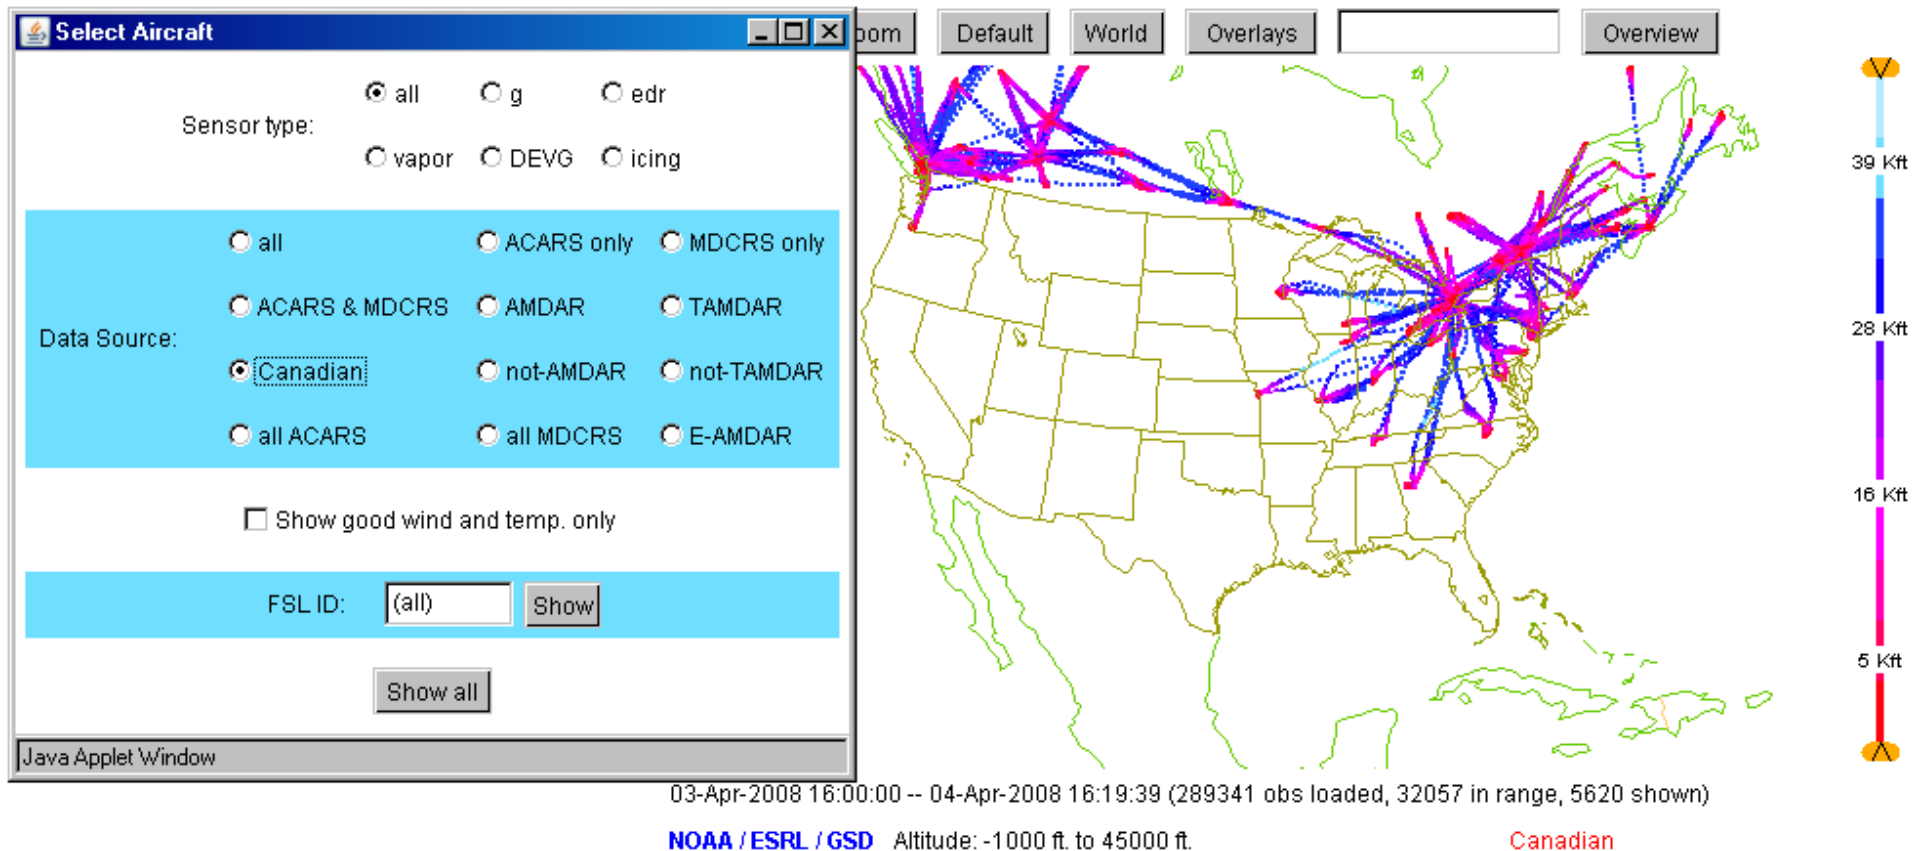 Select Aircraft
oom Default World Overlays Overview
all g edr
Sensor type:
vapor DEVG icing
all ACARS only MDCRS only
ACARS & MDCRS AMDAR TAMDAR
Data Source:
Canadian not-AMDAR not-TAMDAR
all ACARS all MDCRS E-AMDAR
Show good wind and temp. only
FSL ID: (all) Show
Show all
Java Applet Window
39 Kft
28 Kft
16 Kft
5 Kft
03-Apr-2008 16:00:00 -- 04-Apr-2008 16:19:39 (289341 obs loaded, 32057 in range, 5620 shown)
NOAA / ESRL / GSD Altitude: -1000 ft. to 45000 ft. Canadian